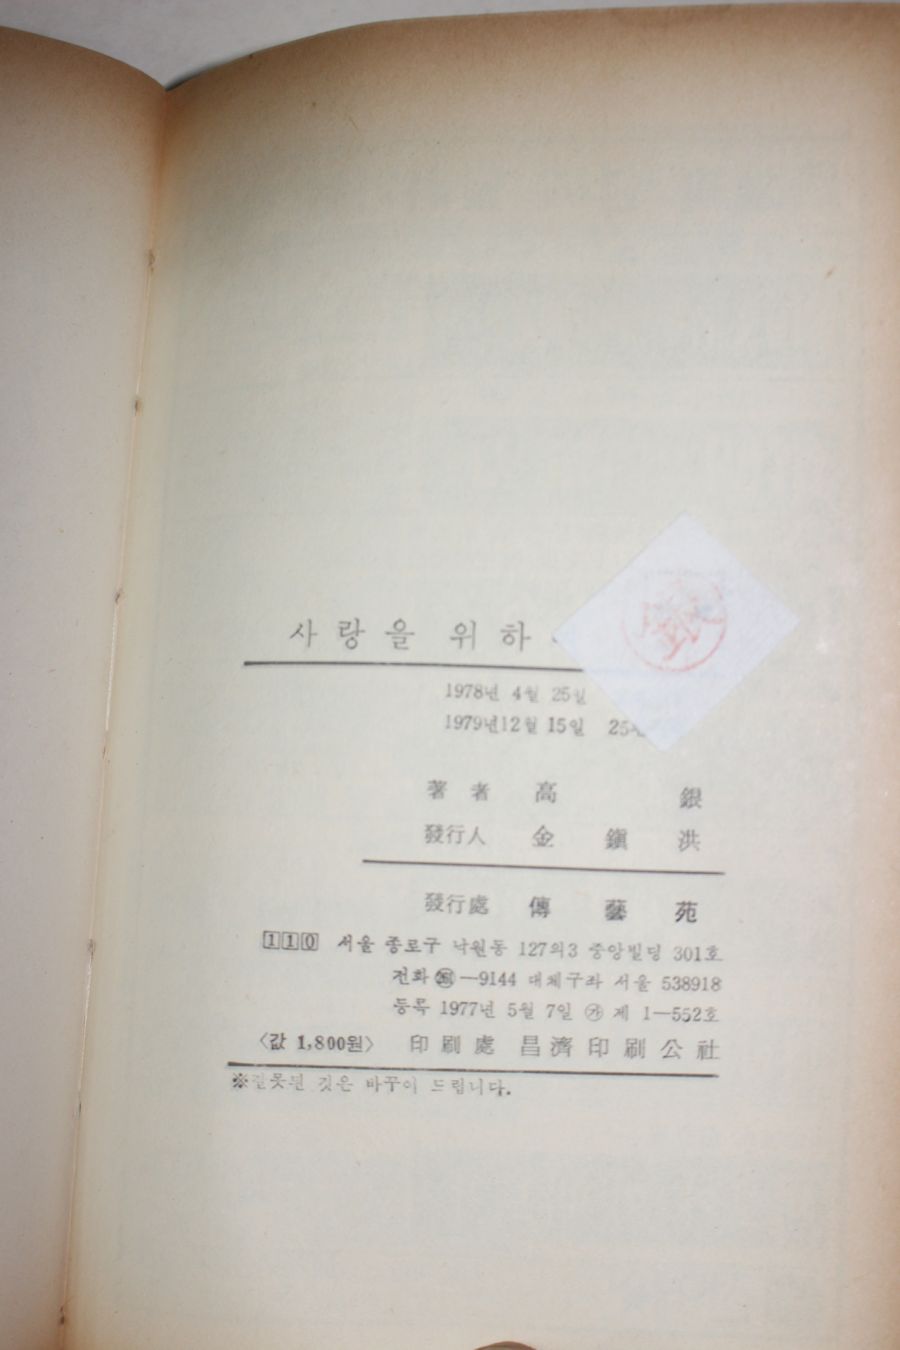 사랑을 위하
1978년 4월 25일
1979년12월 15일 25
著者 高 銀
發行人 金 鎭 洪
發行處 傳 藝 苑
110 서울 종로구 낙원동 127의3 중앙빌딩 301호
전화 —9144 대체구좌 서울 538918
등록 1977년 5월 7일 ㉮ 제 1—552호
〈값 1,800원〉 印刷處 昌濟印刷公社
※잘못된 것은 바꾸어 드립니다.